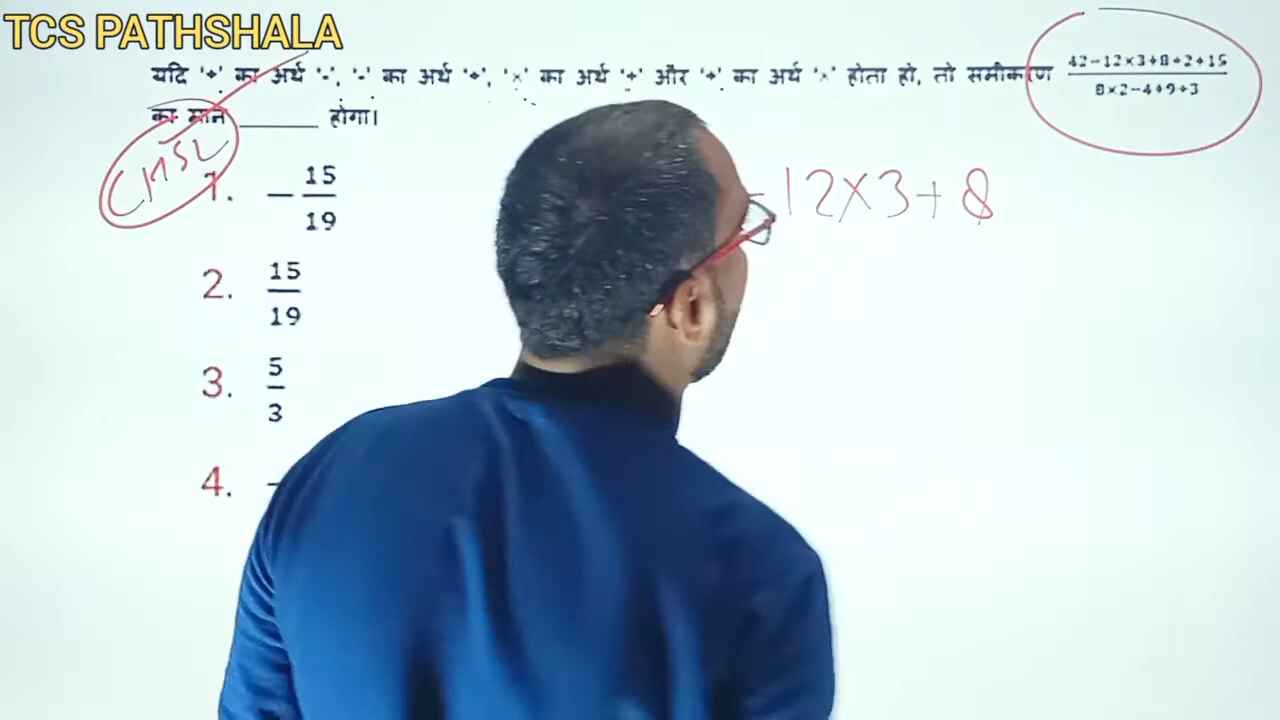 TCS PATHSHALA
यदि '÷' का अर्थ '-', '-' का अर्थ '÷', '×' का अर्थ '+' और '+' का अर्थ '×' होता हो, तो समीकरण
42-12×3+8÷2+15
8×2-4+9÷3
का मान ______ होगा।
1. -15/19
12×3+8
2. 15/19
3. 5/3
4. -